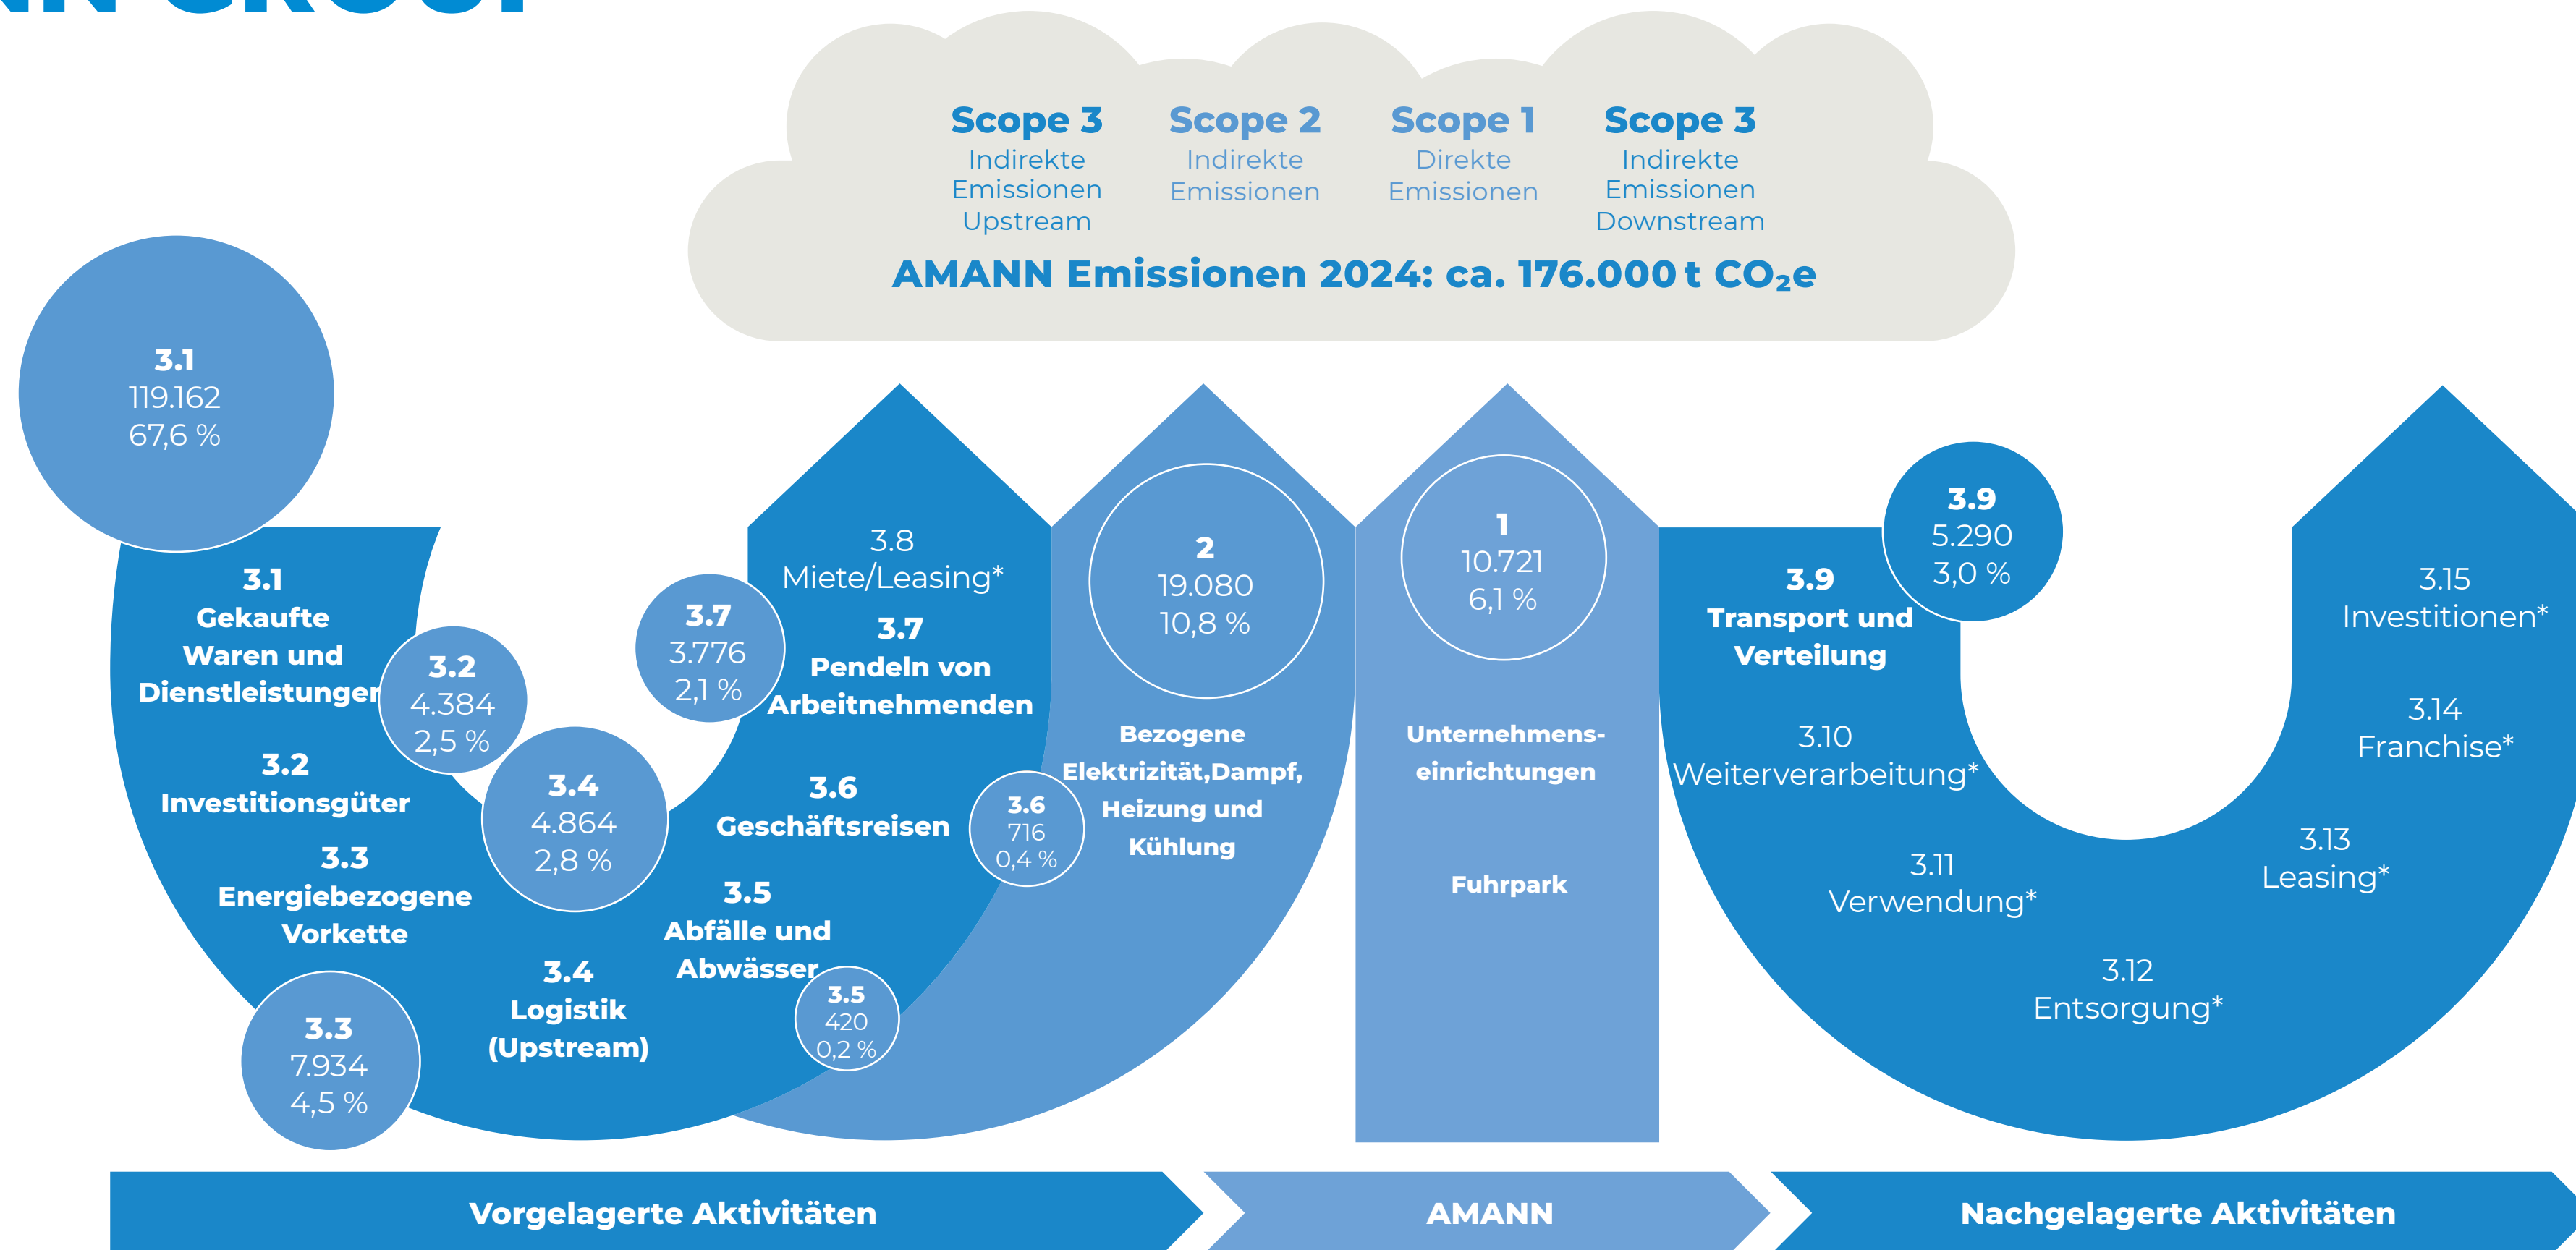 Scope 3
Indirekte
Emissionen
Upstream
Scope 2
Indirekte
Emissionen
Scope 1
Direkte
Emissionen
Scope 3
Indirekte
Emissionen
Downstream
AMANN Emissionen 2024: ca. 176.000 t CO₂e
3.1
119.162
67,6 %
3.1
Gekaufte
Waren und
Dienstleistungen
3.2
4.384
2,5 %
3.2
Investitionsgüter
3.3
Energiebezogene
Vorkette
3.3
7.934
4,5 %
3.4
4.864
2,8 %
3.4
Logistik
(Upstream)
3.5
Abfälle und
Abwässer
3.5
420
0,2 %
3.6
Geschäftsreisen
3.6
716
0,4 %
3.7
3.776
2,1 %
3.7
Pendeln von
Arbeitnehmenden
3.8
Miete/Leasing*
2
19.080
10,8 %
Bezogene
Elektrizität,Dampf,
Heizung und
Kühlung
1
10.721
6,1 %
Unternehmens-
einrichtungen
Fuhrpark
3.9
5.290
3,0 %
3.9
Transport und
Verteilung
3.10
Weiterverarbeitung*
3.11
Verwendung*
3.12
Entsorgung*
3.13
Leasing*
3.14
Franchise*
3.15
Investitionen*
Vorgelagerte Aktivitäten
AMANN
Nachgelagerte Aktivitäten